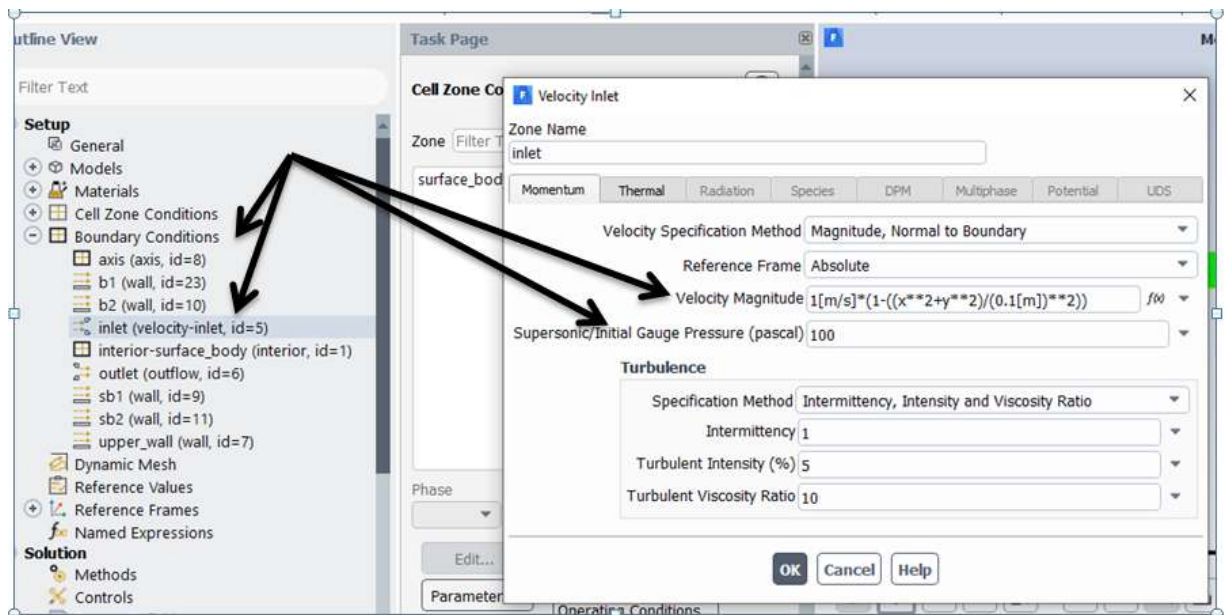 utline View
Filter Text
Setup
General
Models
Materials
Cell Zone Conditions
Boundary Conditions
axis (axis, id=8)
b1 (wall, id=23)
b2 (wall, id=10)
inlet (velocity-inlet, id=5)
interior-surface_body (interior, id=1)
outlet (outflow, id=6)
sb1 (wall, id=9)
sb2 (wall, id=11)
upper_wall (wall, id=7)
Dynamic Mesh
Reference Values
Reference Frames
Named Expressions
Solution
Methods
Controls
Task Page
Cell Zone Co
Zone Filter T
surface_bod
Phase
Edit...
Parameter
Operating Conditions
Velocity Inlet
Zone Name
inlet
Momentum Thermal Radiation Species DPM Multiphase Potential UDS
Velocity Specification Method Magnitude, Normal to Boundary
Reference Frame Absolute
Velocity Magnitude 1[m/s]*(1-((x**2+y**2)/(0.1[m])**2))
Supersonic/Initial Gauge Pressure (pascal) 100
Turbulence
Specification Method Intermittency, Intensity and Viscosity Ratio
Intermittency 1
Turbulent Intensity (%) 5
Turbulent Viscosity Ratio 10
OK Cancel Help